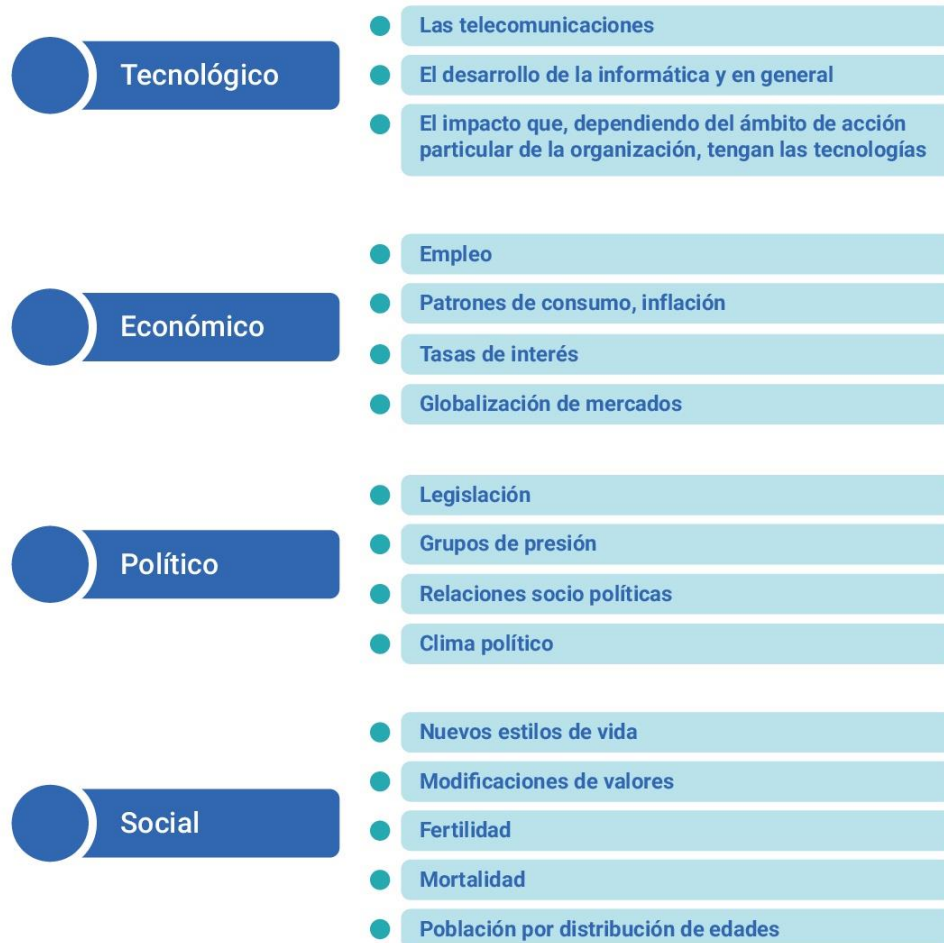 Tecnológico
Las telecomunicaciones
El desarrollo de la informática y en general
El impacto que, dependiendo del ámbito de acción
particular de la organización, tengan las tecnologías
Económico
Empleo
Patrones de consumo, inflación
Tasas de interés
Globalización de mercados
Político
Legislación
Grupos de presión
Relaciones socio políticas
Clima político
Social
Nuevos estilos de vida
Modificaciones de valores
Fertilidad
Mortalidad
Población por distribución de edades